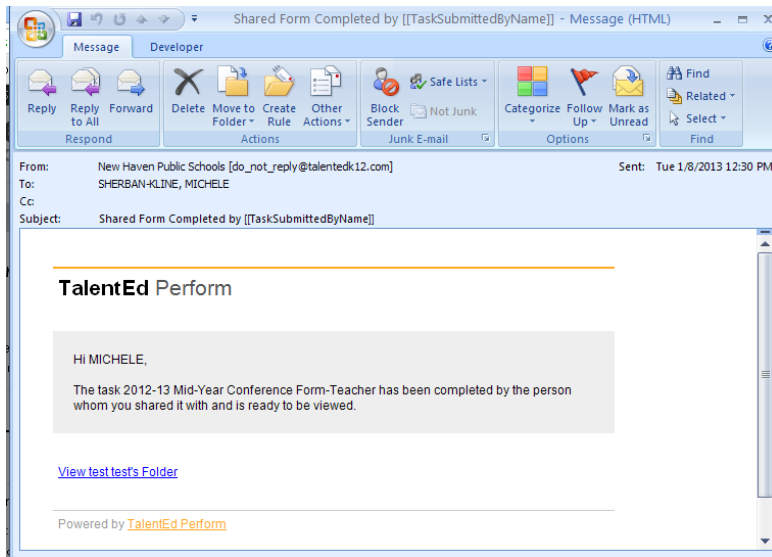 Shared Form Completed by [[TaskSubmittedByName]] - Message (HTML)
Message Developer
Reply Reply to All Forward
Respond
Delete Move to Folder Create Rule Other Actions
Actions
Block Sender Safe Lists Not Junk
Junk E-mail
Categorize Follow Up Mark as Unread
Options
Find Related Select
Find
From: New Haven Public Schools [do_not_reply@talentedk12.com] Sent: Tue 1/8/2013 12:30 PM
To: SHERBAN-KLINE, MICHELE
Cc:
Subject: Shared Form Completed by [[TaskSubmittedByName]]
TalentEd Perform
Hi MICHELE,
The task 2012-13 Mid-Year Conference Form-Teacher has been completed by the person
whom you shared it with and is ready to be viewed.
View test test's Folder
Powered by TalentEd Perform